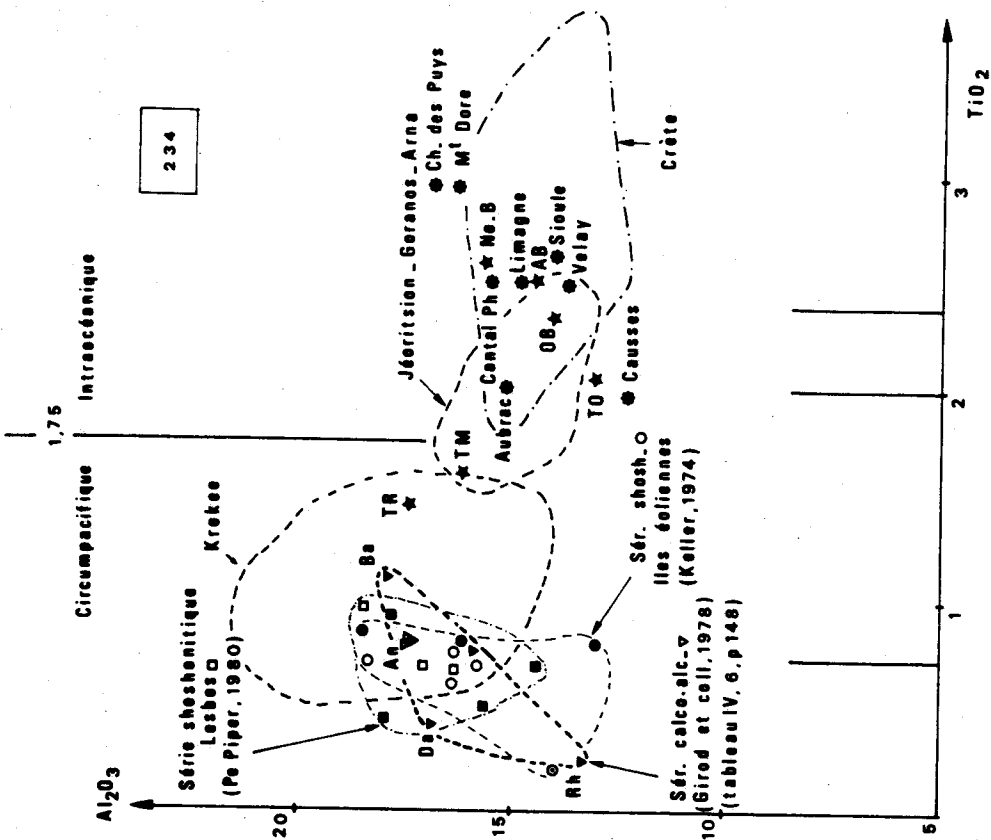 234
1,75
Circumpacifique
Intraocéanique
Krekee
Jéoritsion_Geranos_Arna
Série shoshonitique
Lesbos
(Pe Piper, 1980)
Ch. des Puys
Mt Dore
Ne.B
Cantal Ph
Limagne
AB
Sioule
Velay
OB
Aubrac
TO
Causses
TM
TR
Ba
An
Da
Rh
Crète
Sér. shosh.
Iles éoliennes
(Keller, 1974)
Sér. calco-alc-
(Girod et coll, 1978)
(tableau IV, 6, p 148)
Al2O3
20
15
10
5
1
2
3
TiO2